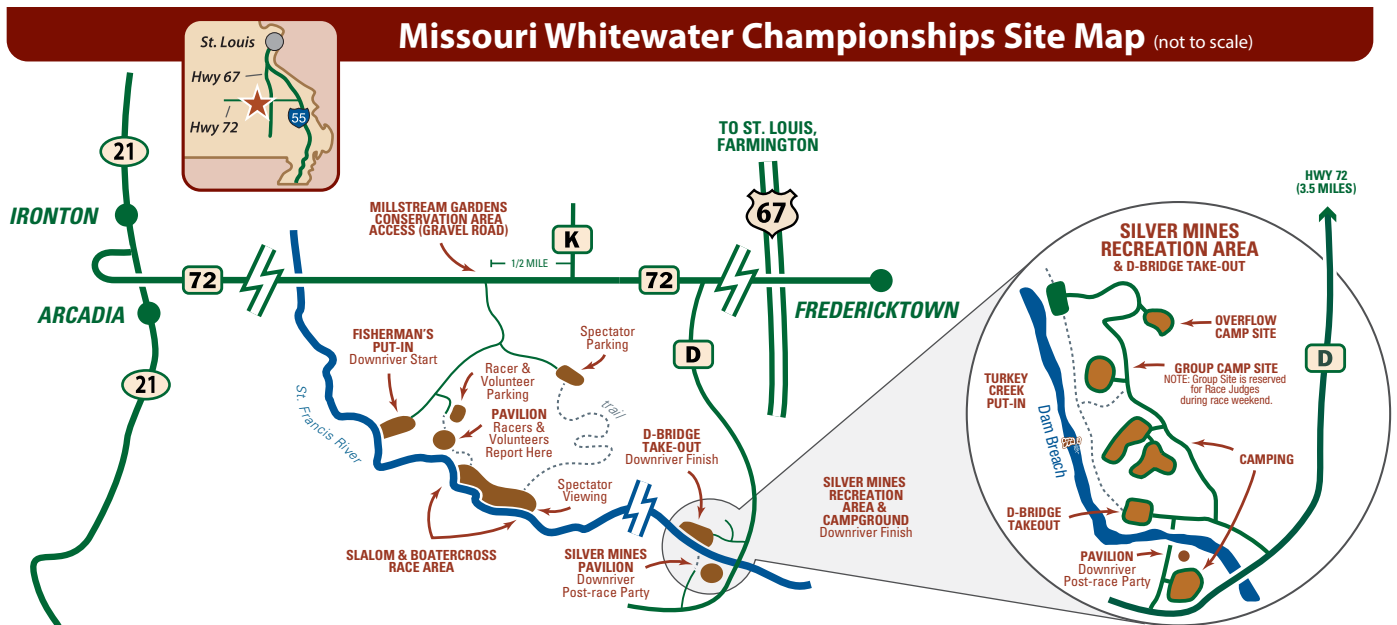 Missouri Whitewater Championships Site Map (not to scale)
St. Louis
Hwy 67
Hwy 72
55
21
IRONTON
72
ARCADIA
21
MILLSTREAM GARDENS
CONSERVATION AREA
ACCESS (GRAVEL ROAD)
K
1/2 MILE
72
TO ST. LOUIS,
FARMINGTON
67
FREDERICKTOWN
D
FISHERMAN'S
PUT-IN
Downriver Start
Racer &
Volunteer
Parking
PAVILION
Racers &
Volunteers
Report Here
Spectator
Parking
trail
St. Francis River
Spectator
Viewing
SLALOM & BOATERCROSS
RACE AREA
D-BRIDGE
TAKE-OUT
Downriver Finish
SILVER MINES
PAVILION
Downriver
Post-race Party
SILVER MINES
RECREATION
AREA &
CAMPGROUND
Downriver Finish
HWY 72
(3.5 MILES)
SILVER MINES
RECREATION AREA
& D-BRIDGE TAKE-OUT
OVERFLOW
CAMP SITE
GROUP CAMP SITE
NOTE: Group Site is reserved
for Race Judges
during race weekend.
D
TURKEY
CREEK
PUT-IN
Dam Breach
CAMPING
D-BRIDGE
TAKEOUT
PAVILION
Downriver
Post-race Party